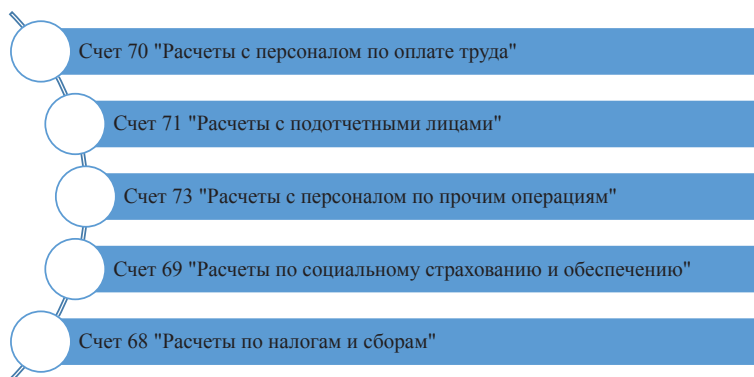 Счет 70 "Расчеты с персоналом по оплате труда"
Счет 71 "Расчеты с подотчетными лицами"
Счет 73 "Расчеты с персоналом по прочим операциям"
Счет 69 "Расчеты по социальному страхованию и обеспечению"
Счет 68 "Расчеты по налогам и сборам"